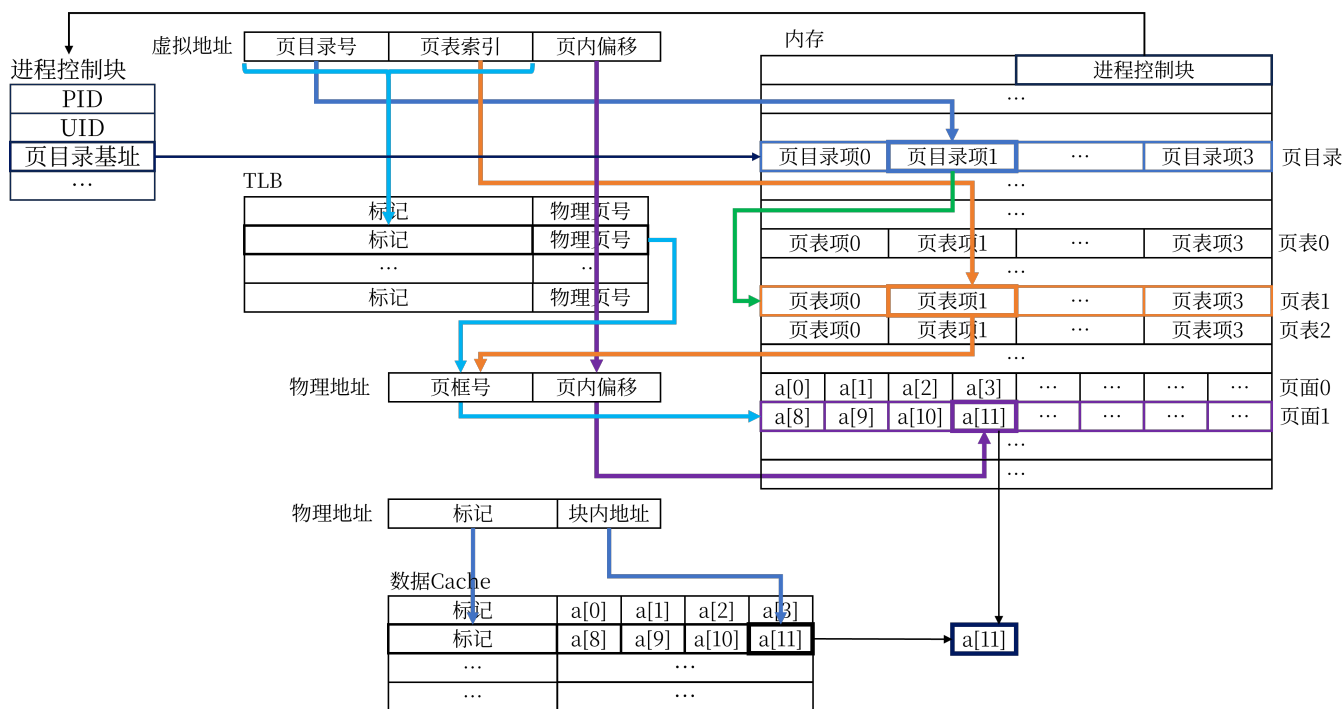 虚拟地址 页目录号 页表索引 页内偏移
内存
进程控制块
进程控制块
PID
UID
页目录基址
…
…
页目录项0 页目录项1 … 页目录项3 页目录
…
…
页表项0 页表项1 … 页表项3 页表0
…
页表项0 页表项1 … 页表项3 页表1
页表项0 页表项1 … 页表项3 页表2
…
TLB
标记 物理页号
标记 物理页号
… …
标记 物理页号
物理地址 页框号 页内偏移
a[0] a[1] a[2] a[3] … … … … 页面0
a[8] a[9] a[10] a[11] … … … … 页面1
…
…
物理地址 标记 块内地址
数据Cache
标记 a[0] a[1] a[2] a[3]
标记 a[8] a[9] a[10] a[11]
… …
… …
a[11]